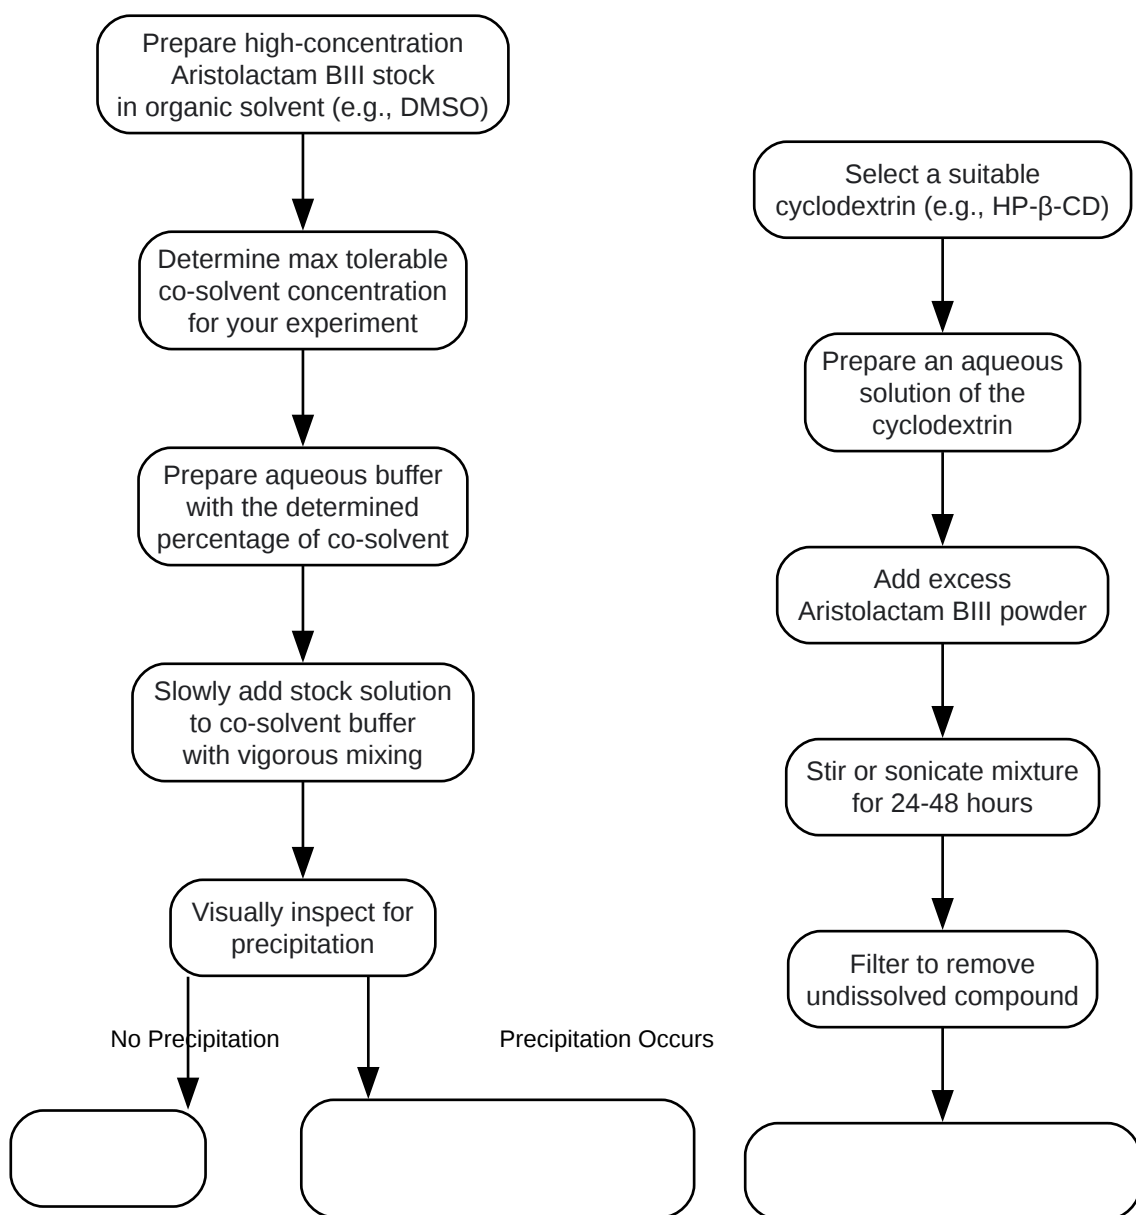 Prepare high-concentration
Aristolactam BIII stock
in organic solvent (e.g., DMSO)
Determine max tolerable
co-solvent concentration
for your experiment
Prepare aqueous buffer
with the determined
percentage of co-solvent
Slowly add stock solution
to co-solvent buffer
with vigorous mixing
Visually inspect for
precipitation
No Precipitation
Precipitation Occurs
Select a suitable
cyclodextrin (e.g., HP-β-CD)
Prepare an aqueous
solution of the
cyclodextrin
Add excess
Aristolactam BIII powder
Stir or sonicate mixture
for 24-48 hours
Filter to remove
undissolved compound